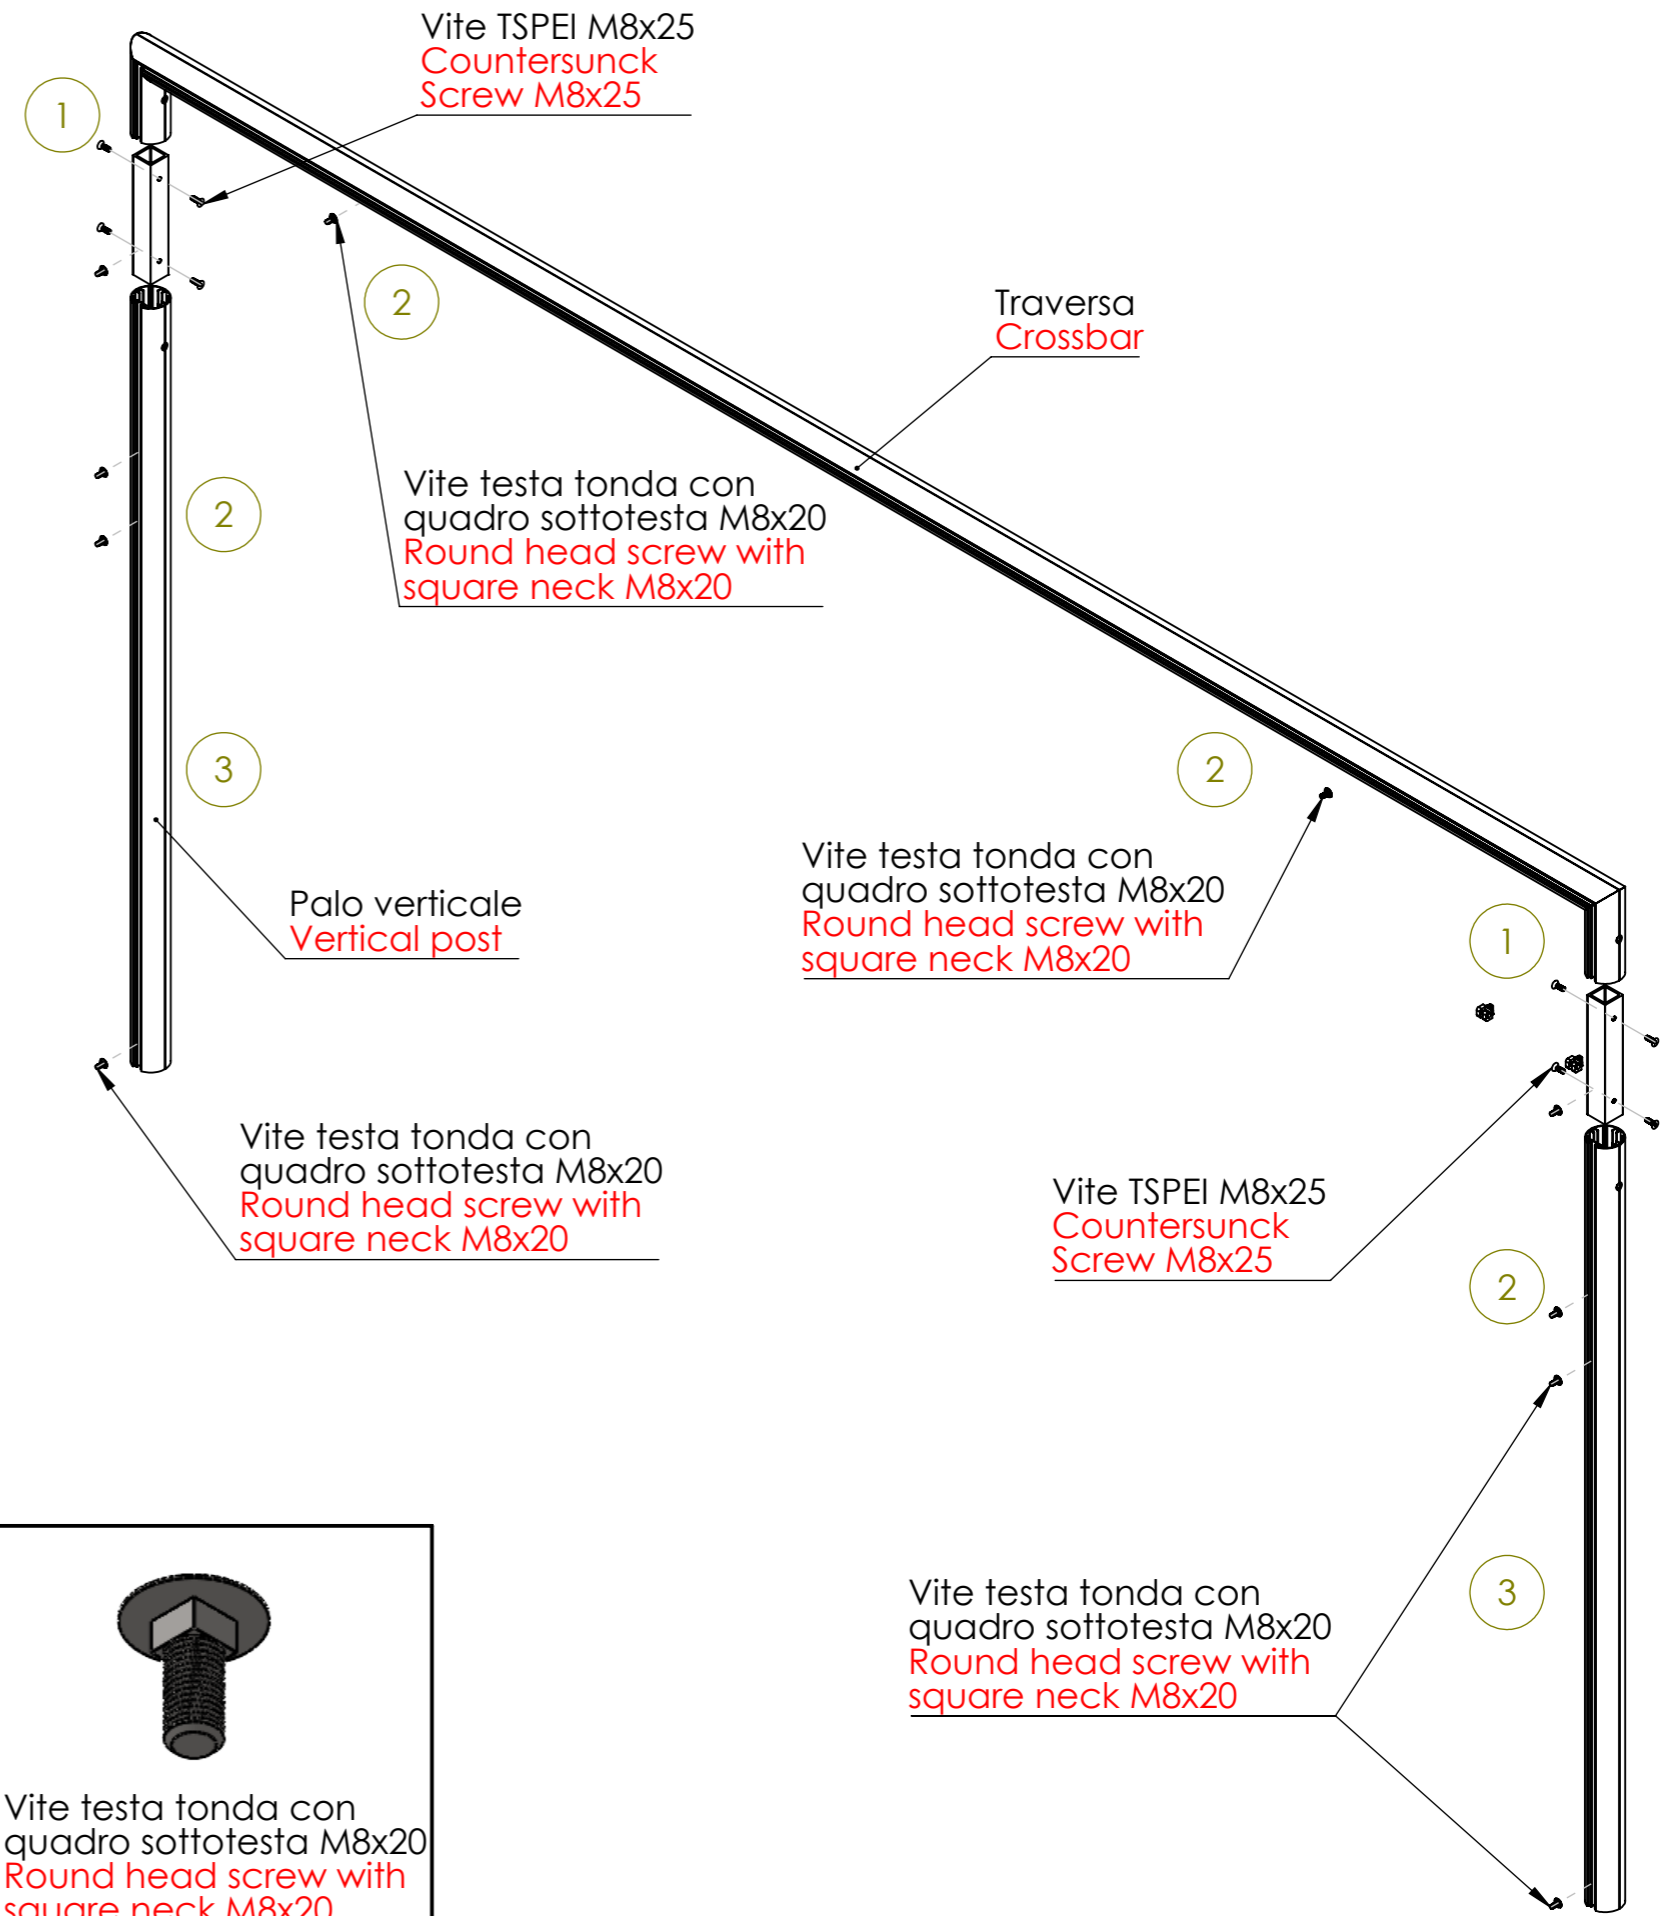 Vite TSPEI M8x25
Countersunck
Screw M8x25
1
2
Traversa
Crossbar
Vite testa tonda con
quadro sottotesta M8x20
Round head screw with
square neck M8x20
2
3
2
Vite testa tonda con
quadro sottotesta M8x20
Round head screw with
square neck M8x20
Palo verticale
Vertical post
1
Vite testa tonda con
quadro sottotesta M8x20
Round head screw with
square neck M8x20
Vite TSPEI M8x25
Countersunck
Screw M8x25
2
Vite testa tonda con
quadro sottotesta M8x20
Round head screw with
square neck M8x20
3
Vite testa tonda con
quadro sottotesta M8x20
Round head screw with
square neck M8x20